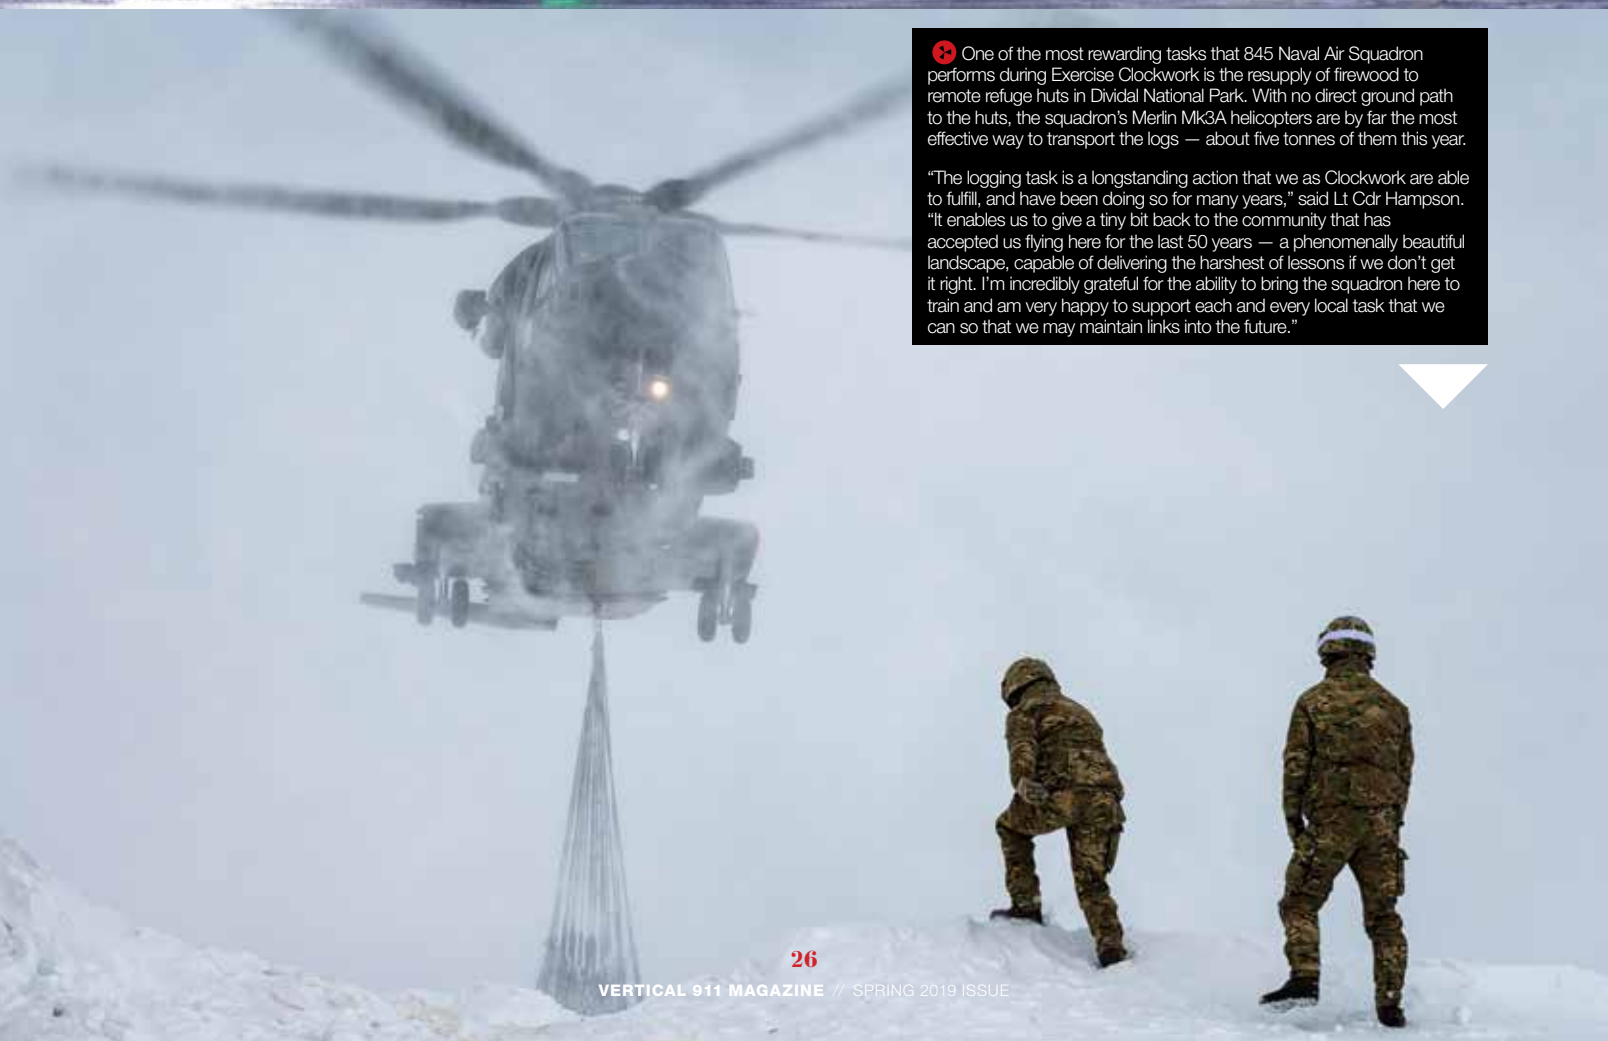 One of the most rewarding tasks that 845 Naval Air Squadron
performs during Exercise Clockwork is the resupply of firewood to
remote refuge huts in Dividal National Park. With no direct ground path
to the huts, the squadron’s Merlin Mk3A helicopters are by far the most
effective way to transport the logs — about five tonnes of them this year.
“The logging task is a longstanding action that we as Clockwork are able
to fulfill, and have been doing so for many years,” said Lt Cdr Hampson.
“It enables us to give a tiny bit back to the community that has
accepted us flying here for the last 50 years — a phenomenally beautiful
landscape, capable of delivering the harshest of lessons if we don’t get
it right. I’m incredibly grateful for the ability to bring the squadron here to
train and am very happy to support each and every local task that we
can so that we may maintain links into the future.”
26
VERTICAL 911 MAGAZINE // SPRING 2019 ISSUE